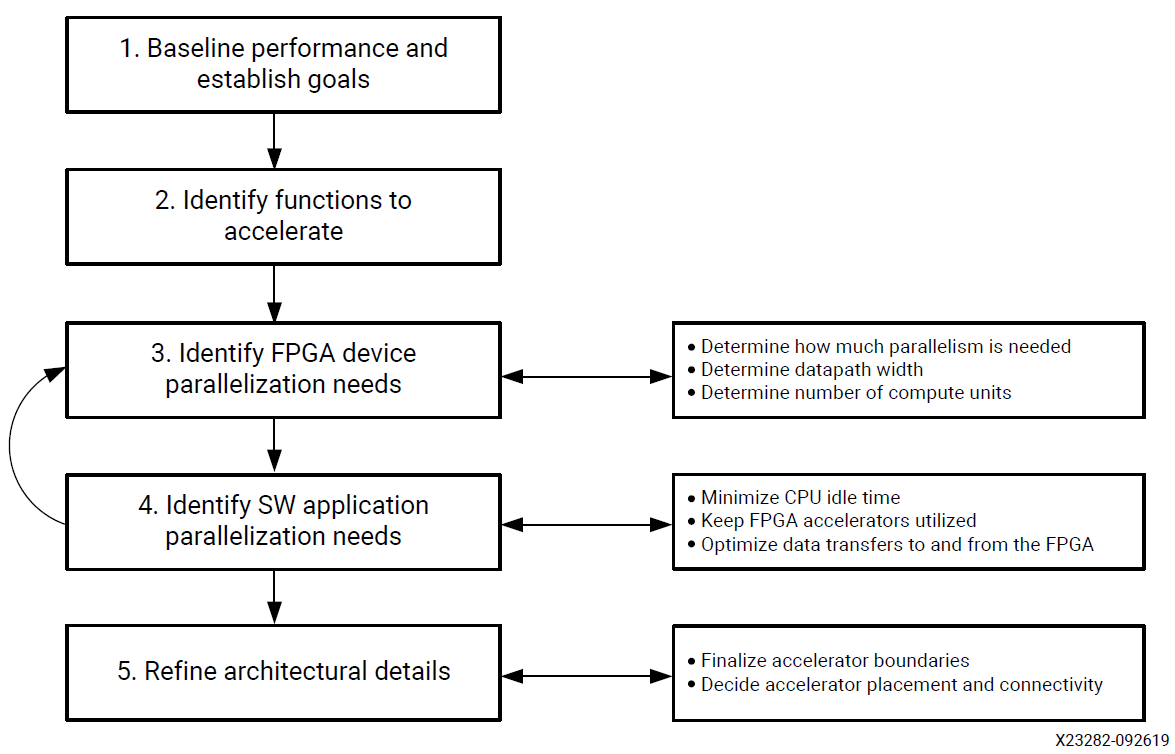 1. Baseline performance and
establish goals
2. Identify functions to
accelerate
3. Identify FPGA device
parallelization needs
• Determine how much parallelism is needed
• Determine datapath width
• Determine number of compute units
4. Identify SW application
parallelization needs
• Minimize CPU idle time
• Keep FPGA accelerators utilized
• Optimize data transfers to and from the FPGA
5. Refine architectural details
• Finalize accelerator boundaries
• Decide accelerator placement and connectivity
X23282-092619